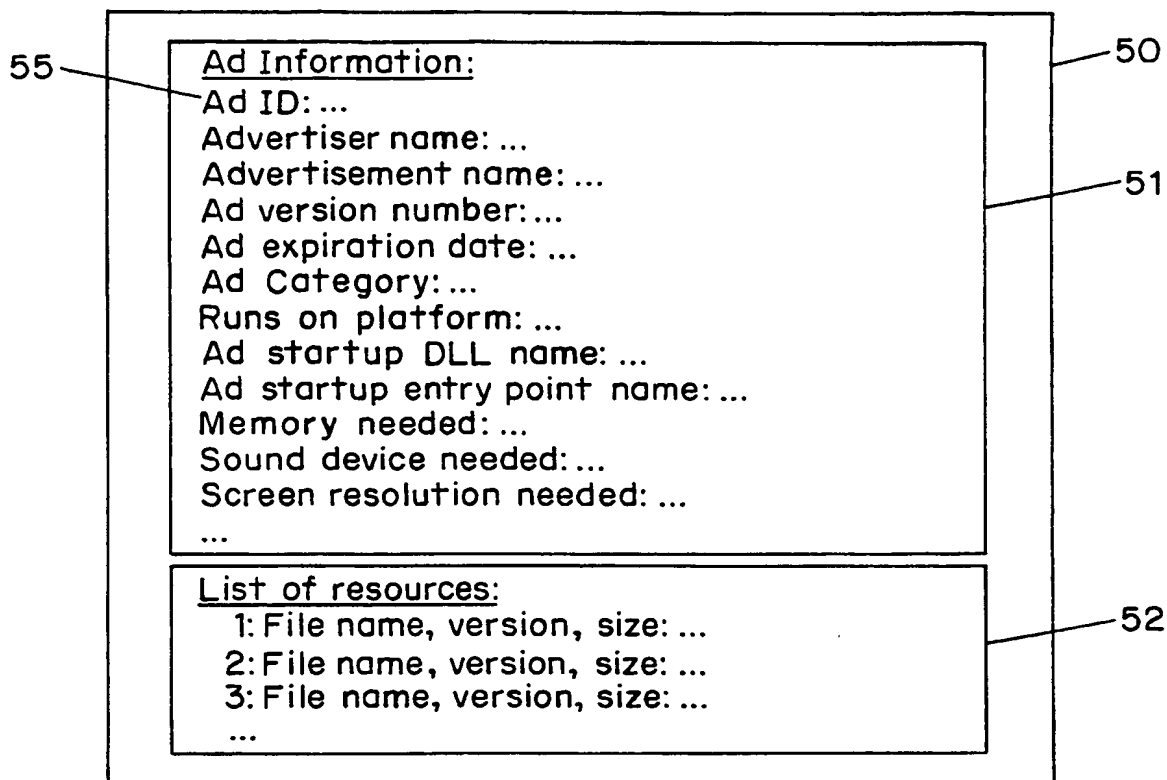 50
55
Ad Information:
Ad ID: ...
Advertiser name: ...
Advertisement name: ...
51
Ad version number: ...
Ad expiration date: ...
Ad Category: ...
Runs on platform: ...
Ad startup DLL name: ...
Ad startup entry point name: ...
Memory needed: ...
Sound device needed: ...
Screen resolution needed: ...
...
List of resources:
1: File name, version, size: ...
52
2: File name, version, size: ...
3: File name, version, size: ...
...